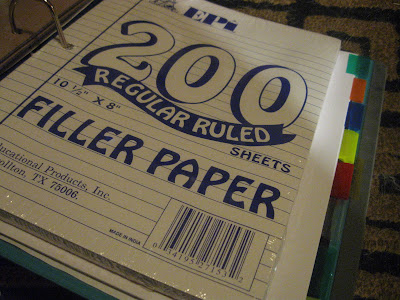 EPi
200
REGULAR RULED
10 ½" X 8"
SHEETS
FILLER PAPER
ucational Products, Inc.
ollton, TX 75006.
MADE IN INDIA